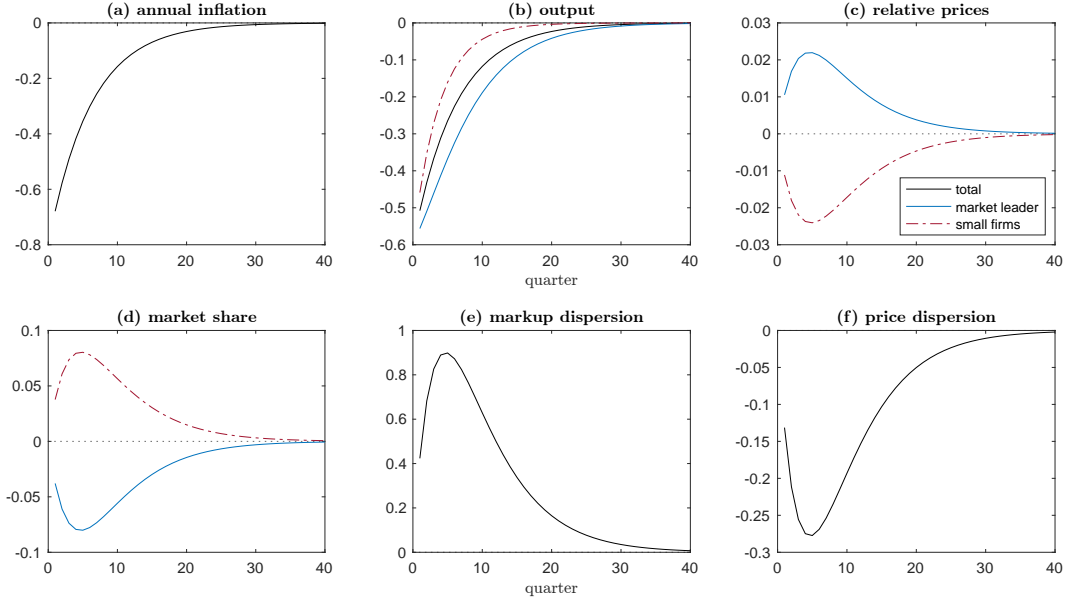 (a) annual inflation
0
-0.2
-0.4
-0.6
-0.8
0 10 20 30 40
(b) output
0
-0.1
-0.2
-0.3
-0.4
-0.5
-0.6
0 10 20 30 40
quarter
(c) relative prices
0.03
0.02
0.01
0
-0.01
-0.02
-0.03
0 10 20 30 40
total
market leader
small firms
(d) market share
0.1
0.05
0
-0.05
-0.1
0 10 20 30 40
(e) markup dispersion
1
0.8
0.6
0.4
0.2
0
0 10 20 30 40
quarter
(f) price dispersion
0
-0.05
-0.1
-0.15
-0.2
-0.25
-0.3
0 10 20 30 40